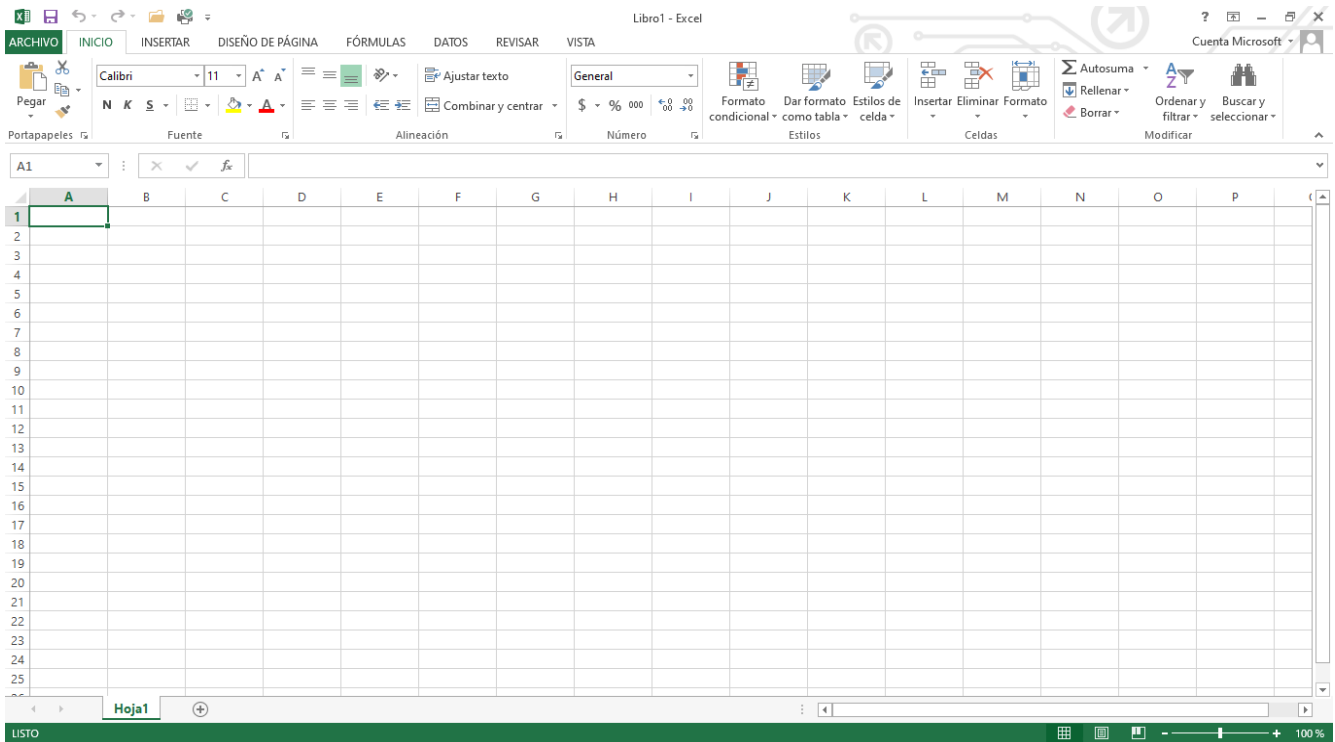 Libro1 - Excel
?
ARCHIVO INICIO INSERTAR DISEÑO DE PÁGINA FÓRMULAS DATOS REVISAR VISTA Cuenta Microsoft
Calibri 11 A A Ajustar texto General Autosuma
Rellenar
Pegar N K S A Combinar y centrar $ % 000 Formato condicional Dar formato como tabla Estilos de celda Insertar Eliminar Formato Borrar Ordenar y filtrar Buscar y seleccionar
Portapapeles Fuente Alineación Número Estilos Celdas Modificar
A1 fx
A B C D E F G H I J K L M N O P
1
2
3
4
5
6
7
8
9
10
11
12
13
14
15
16
17
18
19
20
21
22
23
24
25
Hoja1
LISTO 100 %